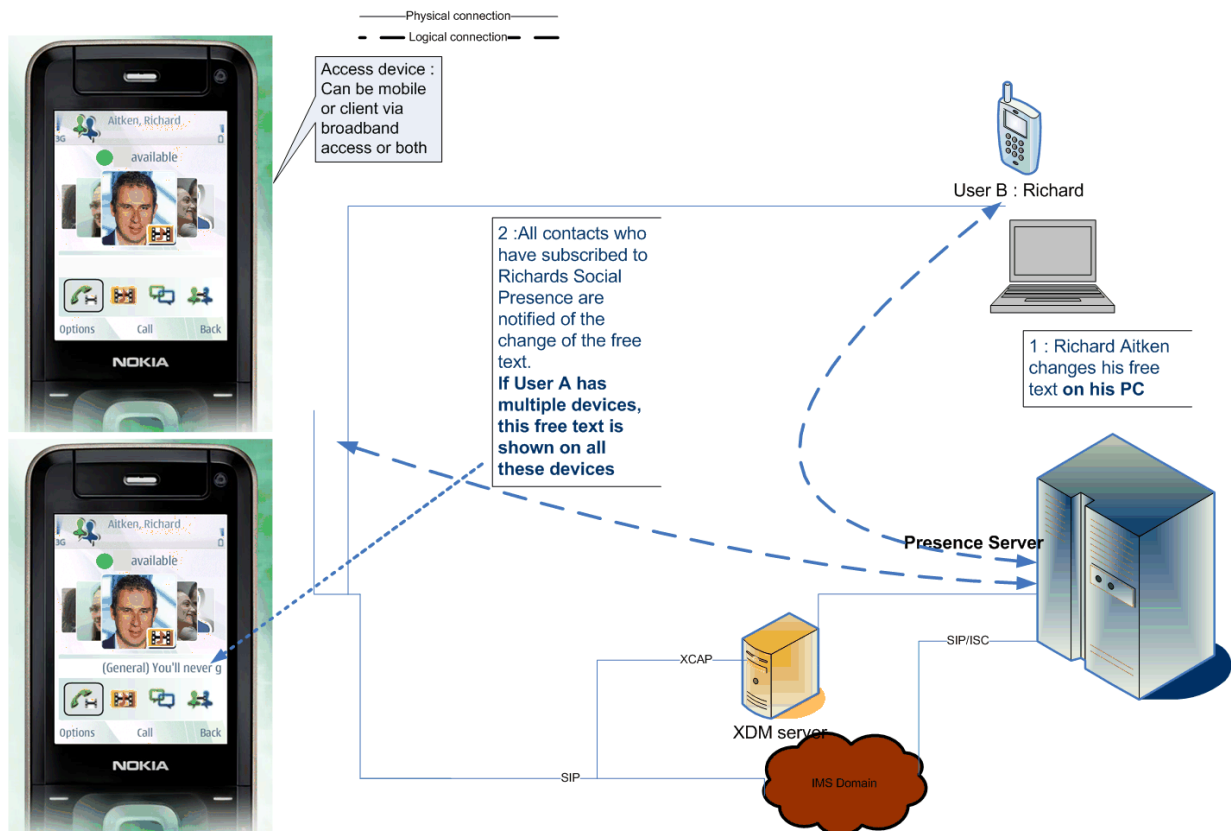 Physical connection
Logical connection
Access device :
Can be mobile
or client via
broadband
access or both
Aitken, Richard
3G
available
Options
Call
Back
NOKIA
User B : Richard
2 :All contacts who
have subscribed to
Richards Social
Presence are
notified of the
change of the free
text.
If User A has
multiple devices,
this free text is
shown on all
these devices
1 : Richard Aitken
changes his free
text on his PC
Aitken, Richard
3G
available
(General) You'll never g
Options
Call
Back
NOKIA
Presence Server
SIP/ISC
XCAP
XDM server
SIP
IMS Domain